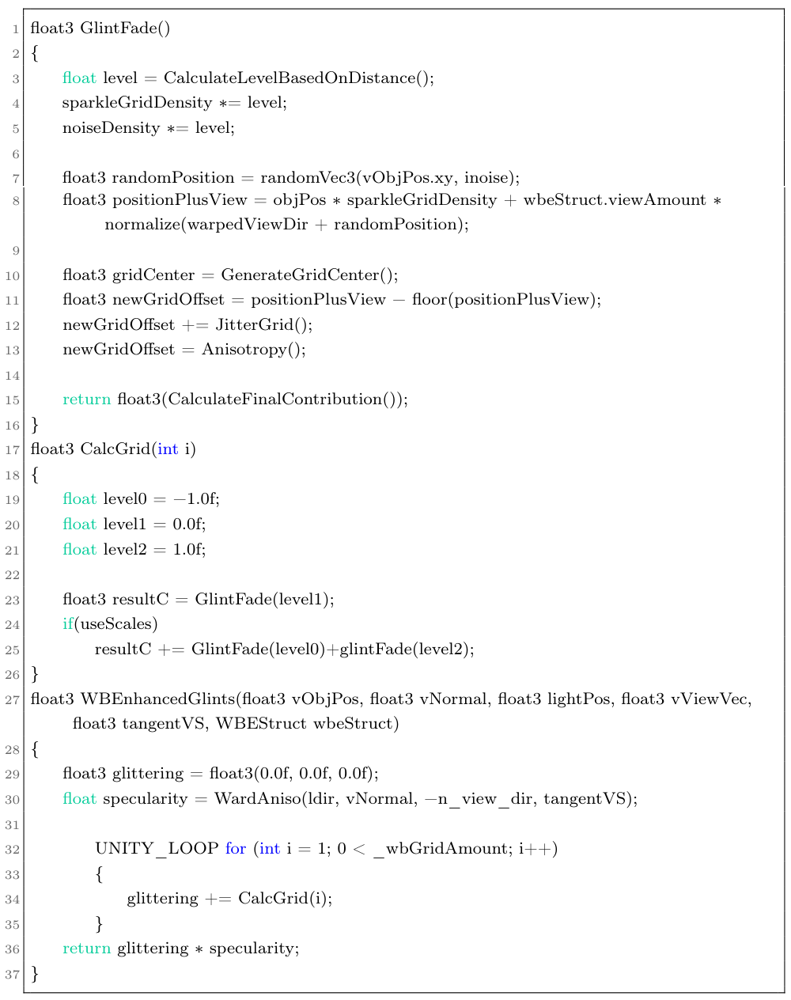 1 float3 GlintFade()
2 {
3 float level = CalculateLevelBasedOnDistance();
4 sparkleGridDensity *= level;
5 noiseDensity *= level;
6
7 float3 randomPosition = randomVec3(vObjPos.xy, inoise);
8 float3 positionPlusView = objPos * sparkleGridDensity + wbeStruct.viewAmount *
normalize(warpedViewDir + randomPosition);
9
10 float3 gridCenter = GenerateGridCenter();
11 float3 newGridOffset = positionPlusView − floor(positionPlusView);
12 newGridOffset += JitterGrid();
13 newGridOffset = Anisotropy();
14
15 return float3(CalculateFinalContribution());
16 }
17 float3 CalcGrid(int i)
18 {
19 float level0 = −1.0f;
20 float level1 = 0.0f;
21 float level2 = 1.0f;
22
23 float3 resultC = GlintFade(level1);
24 if(useScales)
25 resultC += GlintFade(level0)+glintFade(level2);
26 }
27 float3 WBEnhancedGlints(float3 vObjPos, float3 vNormal, float3 lightPos, float3 vViewVec,
float3 tangentVS, WBEStruct wbeStruct)
28 {
29 float3 glittering = float3(0.0f, 0.0f, 0.0f);
30 float specularity = WardAniso(ldir, vNormal, −n_view_dir, tangentVS);
31
32 UNITY_LOOP for (int i = 1; 0 < _wbGridAmount; i++)
33 {
34 glittering += CalcGrid(i);
35 }
36 return glittering * specularity;
37 }